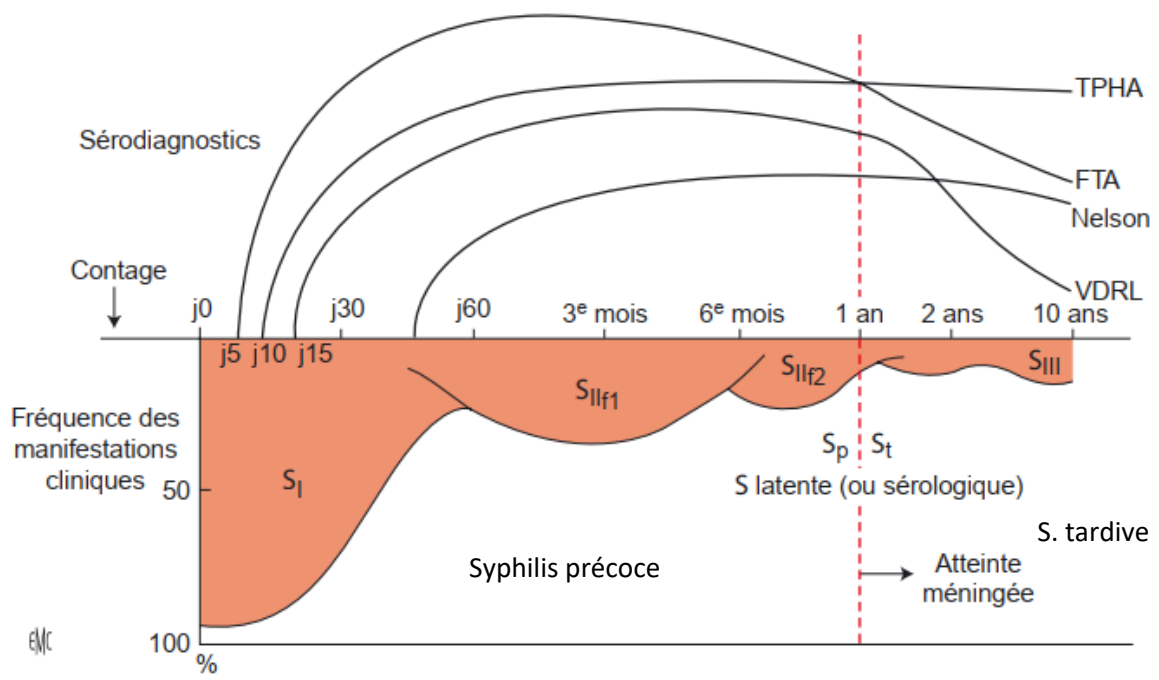 TPHA
Sérodiagnostics
FTA
Nelson
Contage
VDRL
j0 j30 j60 3e mois 6e mois 1 an 2 ans 10 ans
j5 j10 j15
SIII
SIIf2
SIIf1
Fréquence des
manifestations
cliniques
Sp St
SI
50
S latente (ou sérologique)
S. tardive
Syphilis précoce
Atteinte
méningée
EMC
100
%